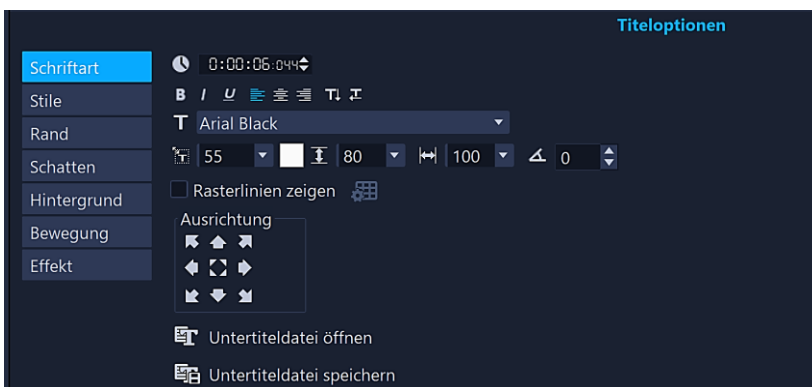 Titeloptionen
Schriftart
0:00:06:044
Stile
B I U
Rand
T Arial Black
Schatten
55 80 100 0
Hintergrund
Rasterlinien zeigen
Bewegung
Ausrichtung
Effekt
Untertiteldatei öffnen
Untertiteldatei speichern